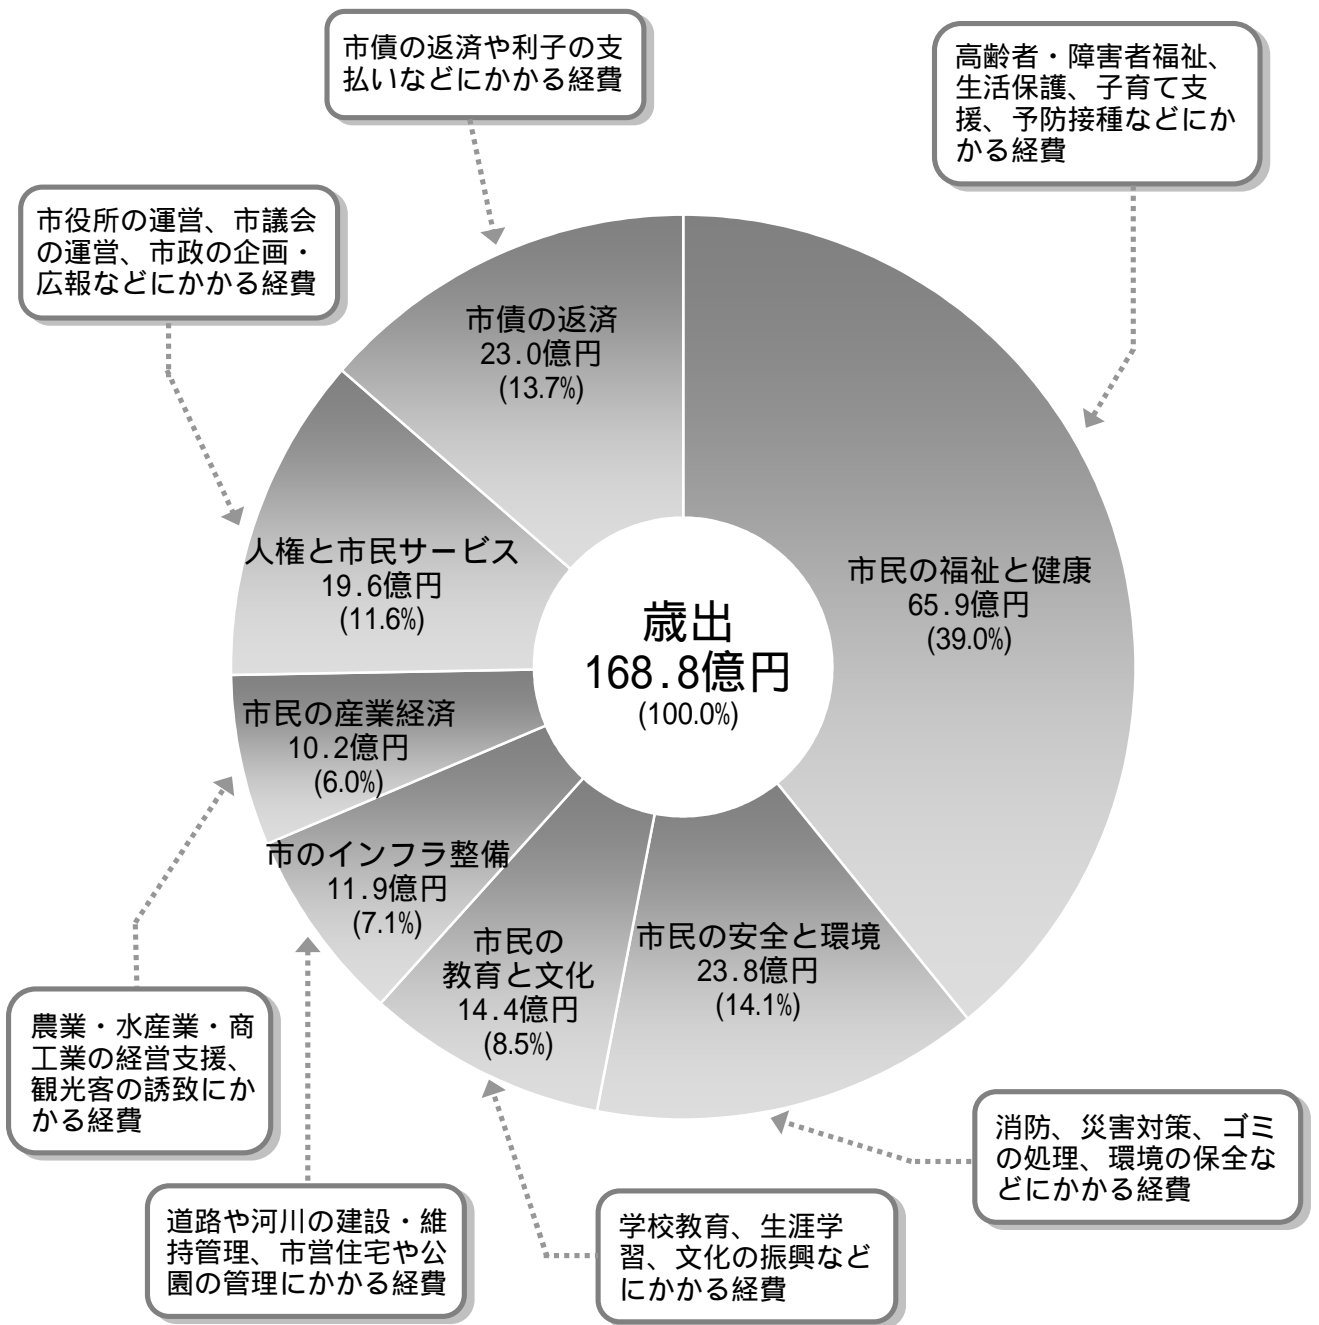 市債の返済や利子の支
払いなどにかかる経費
高齢者・障害者福祉、
生活保護、子育て支
援、予防接種などにか
かる経費
市役所の運営、市議会
の運営、市政の企画・
広報などにかかる経費
市債の返済
23.0億円
(13.7%)
人権と市民サービス
19.6億円
(11.6%)
市民の福祉と健康
65.9億円
(39.0%)
歳出
168.8億円
(100.0%)
市民の産業経済
10.2億円
(6.0%)
市のインフラ整備
11.9億円
(7.1%)
市民の
教育と文化
14.4億円
(8.5%)
市民の安全と環境
23.8億円
(14.1%)
農業・水産業・商
工業の経営支援、
観光客の誘致にか
かる経費
道路や河川の建設・維
持管理、市営住宅や公
園の管理にかかる経費
学校教育、生涯学
習、文化の振興など
にかかる経費
消防、災害対策、ゴミ
の処理、環境の保全な
どにかかる経費